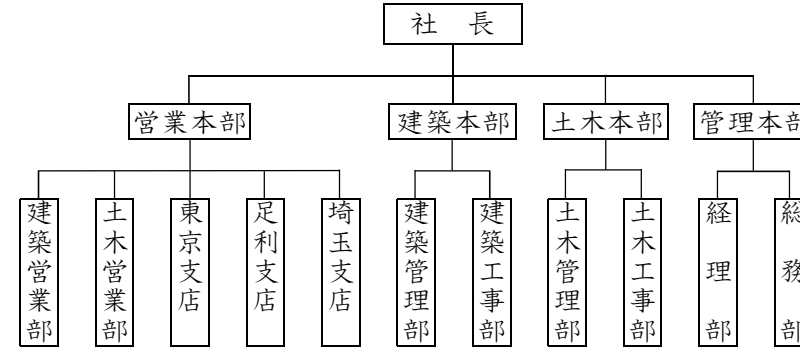 社長
営業本部
建築本部
土木本部
管理本部
建築営業部
土木営業部
東京支店
足利支店
埼玉支店
建築管理部
建築工事部
土木管理部
土木工事部
経理部
総務部